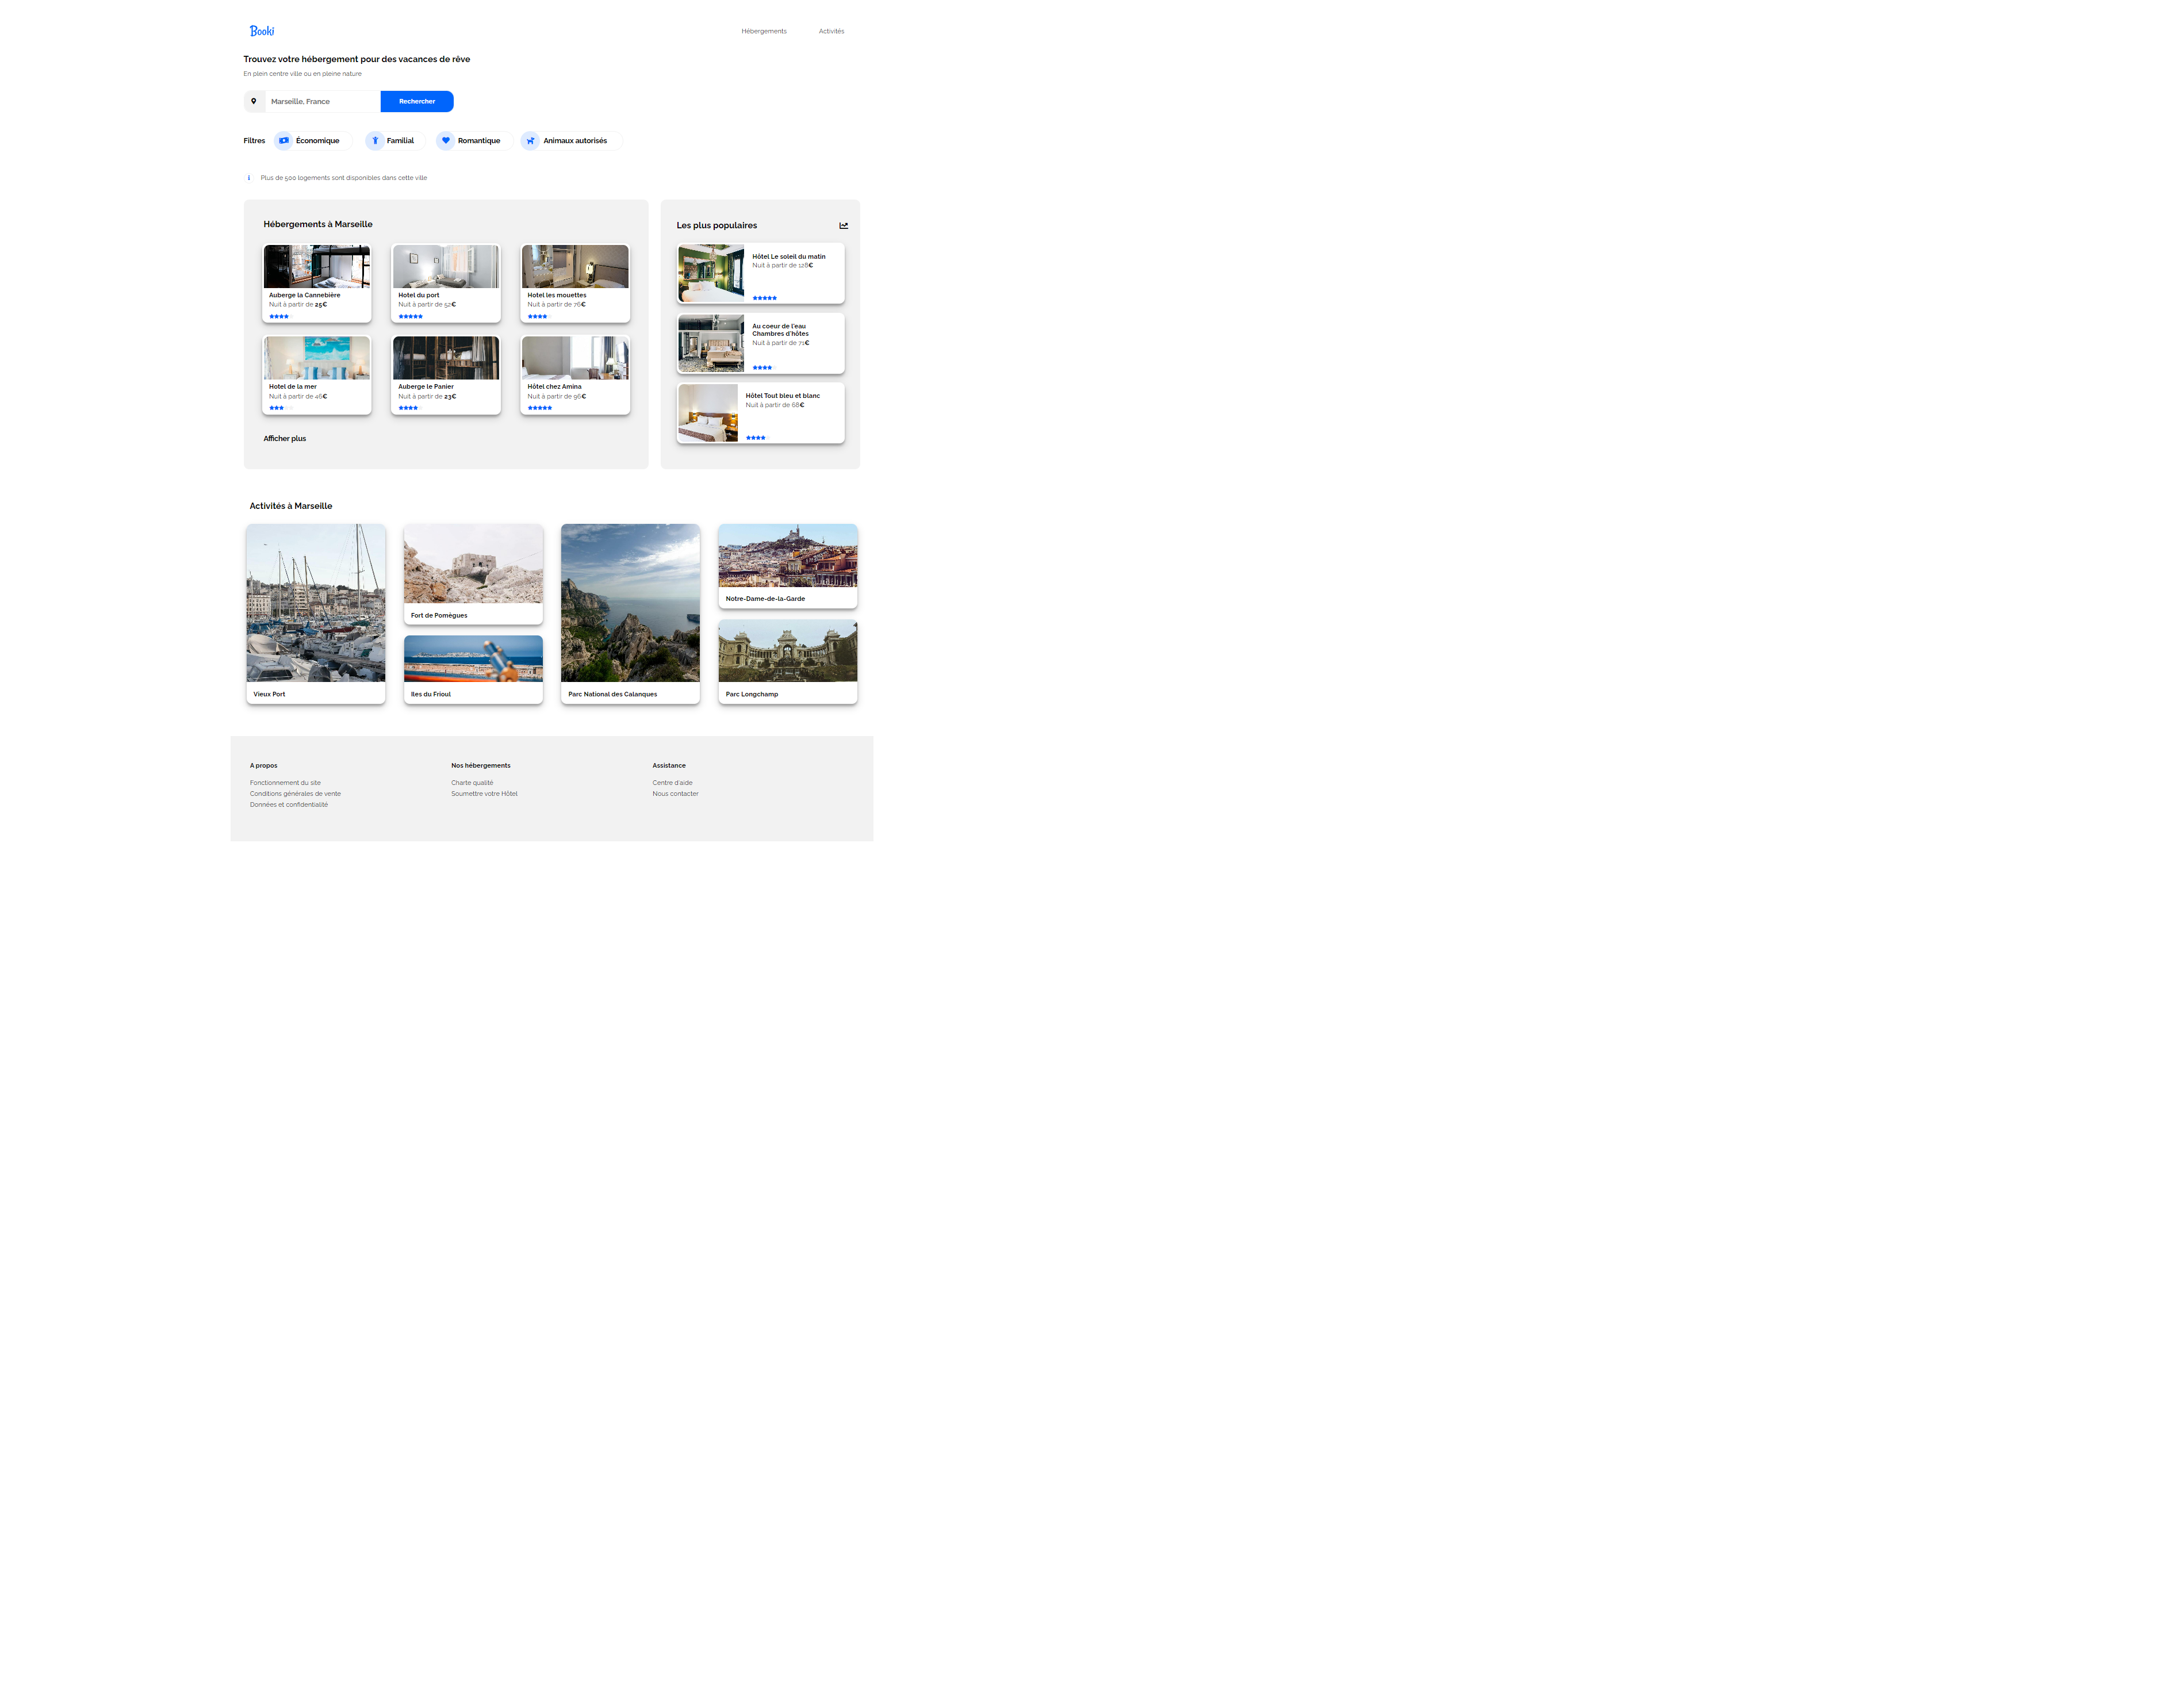 Booki
Hébergements
Activités
Trouvez votre hébergement pour des vacances de rêve
En plein centre ville ou en pleine nature
Marseille, France
Rechercher
Filtres
Économique
Familial
Romantique
Animaux autorisés
Plus de 500 logements sont disponibles dans cette ville
Hébergements à Marseille
Auberge la Cannebière
Nuit à partir de 25€
Hotel du port
Nuit à partir de 52€
Hotel les mouettes
Nuit à partir de 76€
Hotel de la mer
Nuit à partir de 46€
Auberge le Panier
Nuit à partir de 23€
Hôtel chez Amina
Nuit à partir de 96€
Afficher plus
Les plus populaires
Hôtel Le soleil du matin
Nuit à partir de 128€
Au coeur de l'eau
Chambres d'hôtes
Nuit à partir de 71€
Hôtel Tout bleu et blanc
Nuit à partir de 68€
Activités à Marseille
Vieux Port
Fort de Pomègues
Iles du Frioul
Parc National des Calanques
Notre-Dame-de-la-Garde
Parc Longchamp
A propos
Fonctionnement du site
Conditions générales de vente
Données et confidentialité
Nos hébergements
Charte qualité
Soumettre votre Hôtel
Assistance
Centre d'aide
Nous contacter